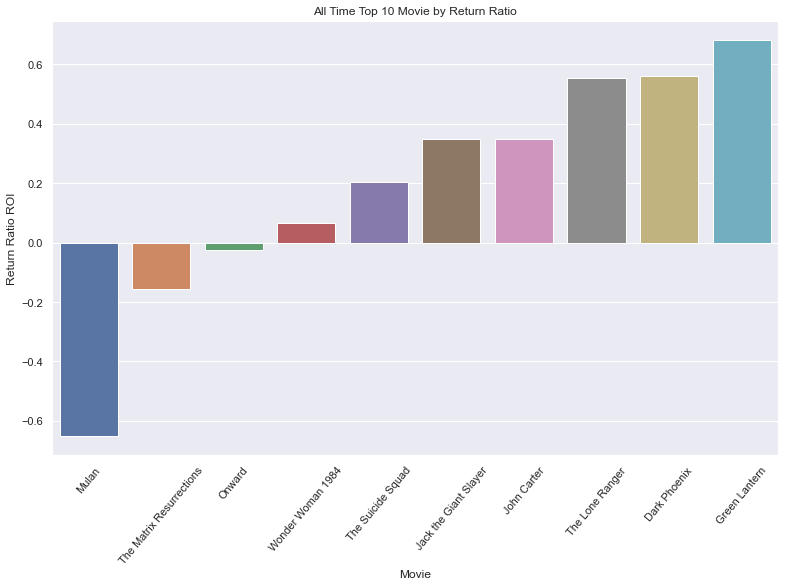 All Time Top 10 Movie by Return Ratio
Return Ratio ROI
0.6
0.4
0.2
0.0
−0.2
−0.4
−0.6
Mulan
The Matrix Resurrections
Onward
Wonder Woman 1984
The Suicide Squad
Jack the Giant Slayer
John Carter
The Lone Ranger
Dark Phoenix
Green Lantern
Movie